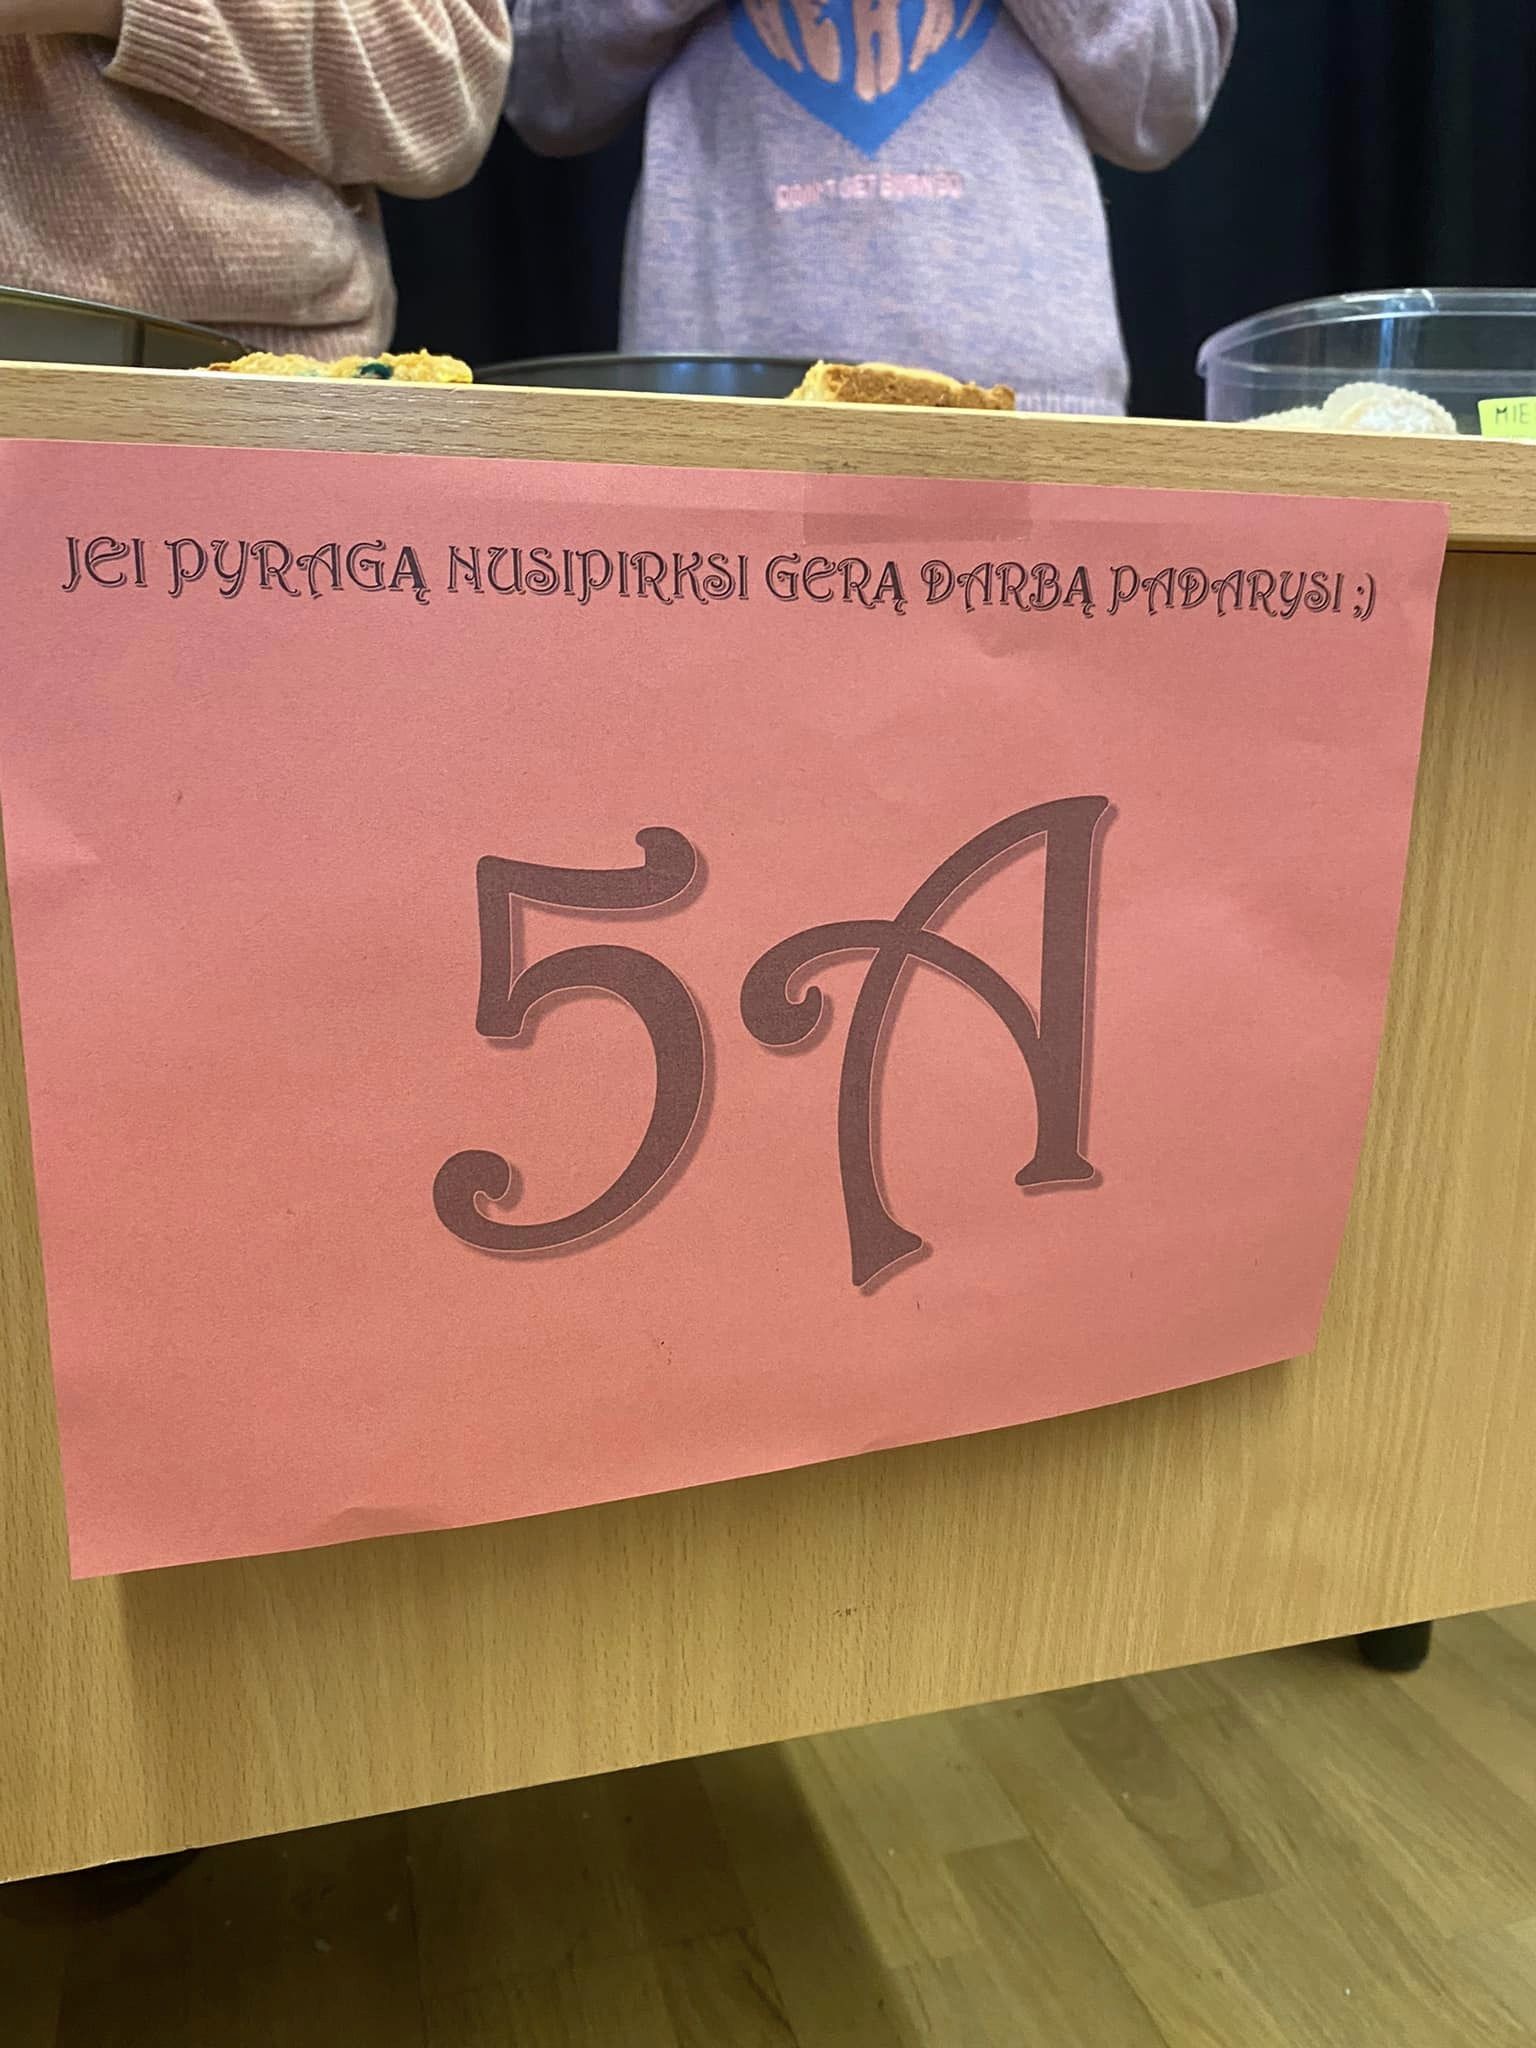 JEI PYRAGĄ NUSIPIRKSI GERĄ DARBĄ PADARYSI ;)
5A